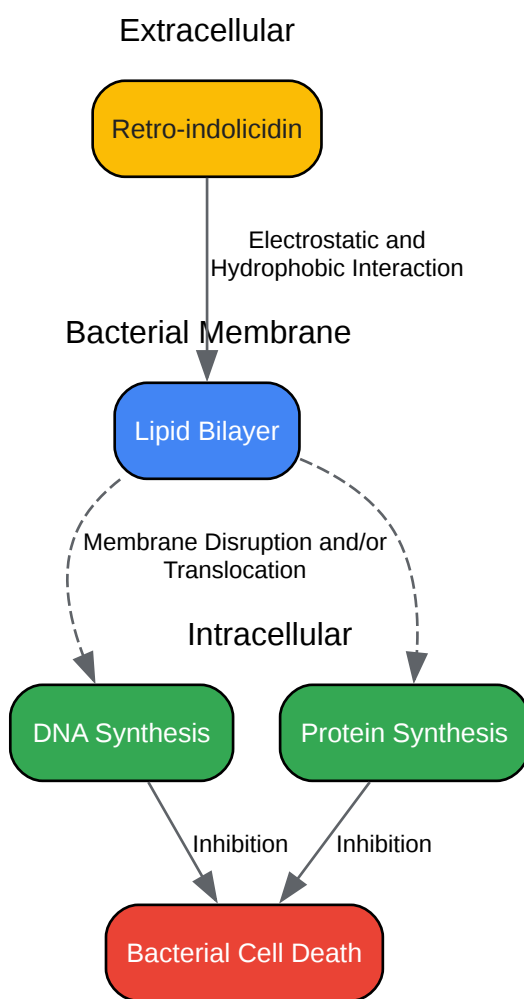 Extracellular
Retro-indolicidin
Electrostatic and
Hydrophobic Interaction
Bacterial Membrane
Lipid Bilayer
Membrane Disruption and/or
Translocation
Intracellular
DNA Synthesis
Protein Synthesis
Inhibition
Inhibition
Bacterial Cell Death